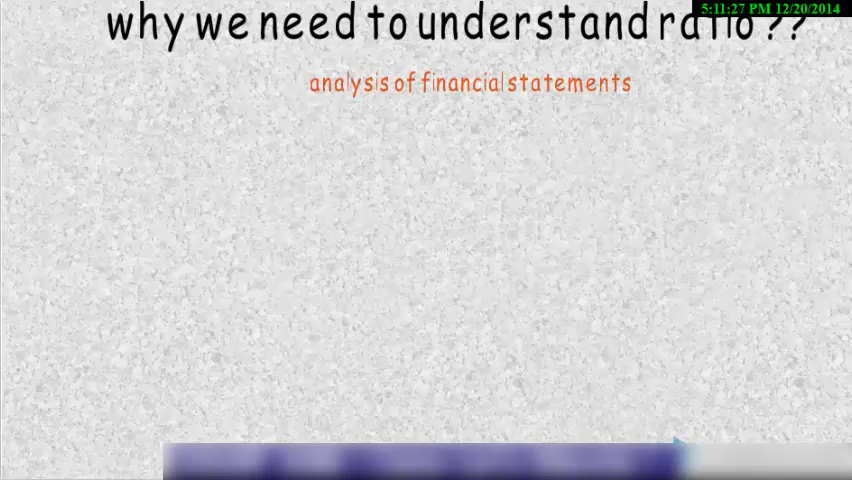 5:11:27 PM 12/20/2014
why we need to understand ratio ??
analysis of financial statements